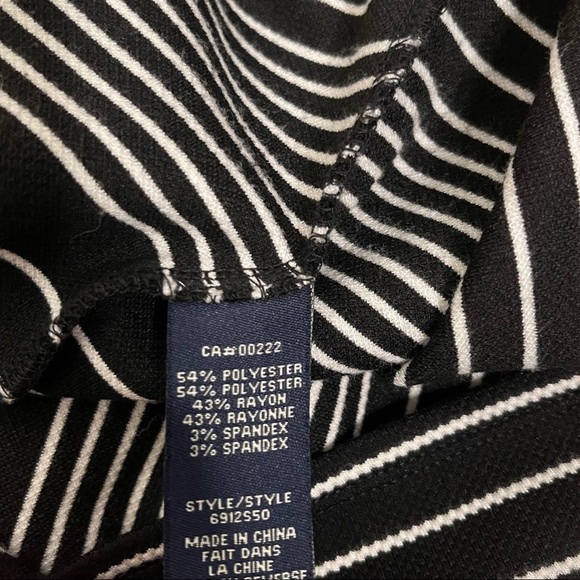 CA#00222
54% POLYESTER
54% POLYESTER
43% RAYON
43% RAYONNE
3% SPANDEX
3% SPANDEX
STYLE/STYLE
6912S50
MADE IN CHINA
FAIT DANS
LA CHINE
REVERSE